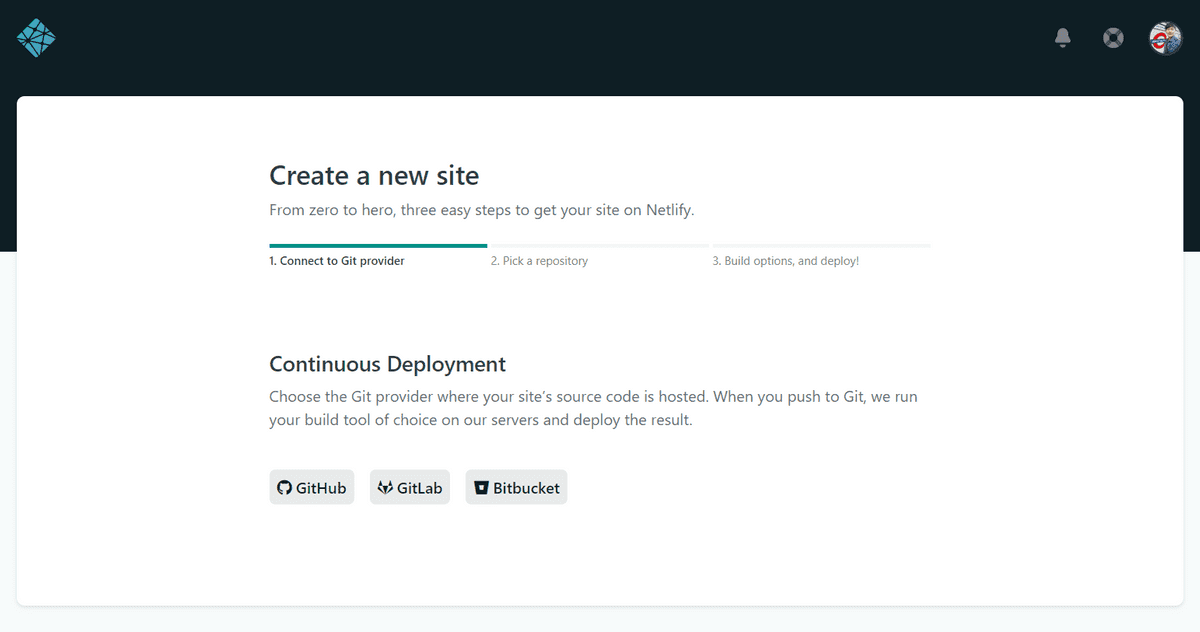 Create a new site
From zero to hero, three easy steps to get your site on Netlify.
1. Connect to Git provider
2. Pick a repository
3. Build options, and deploy!
Continuous Deployment
Choose the Git provider where your site’s source code is hosted. When you push to Git, we run
your build tool of choice on our servers and deploy the result.
GitHub
GitLab
Bitbucket